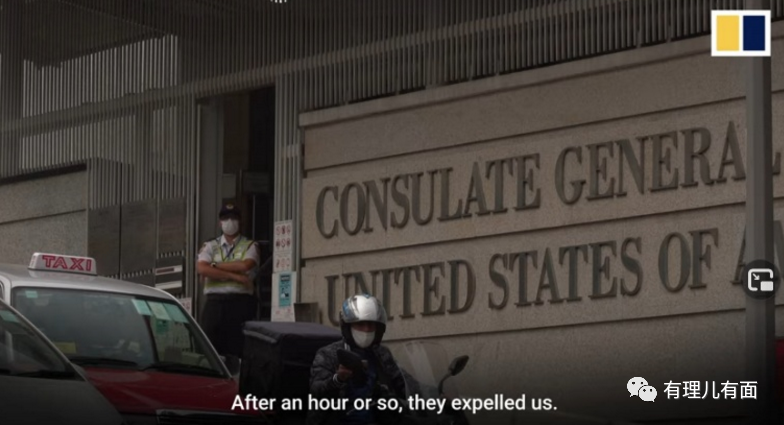 CONSULATE GENERAL
UNITED STATES OF
TAXI
After an hour or so, they expelled us.
有理儿有面